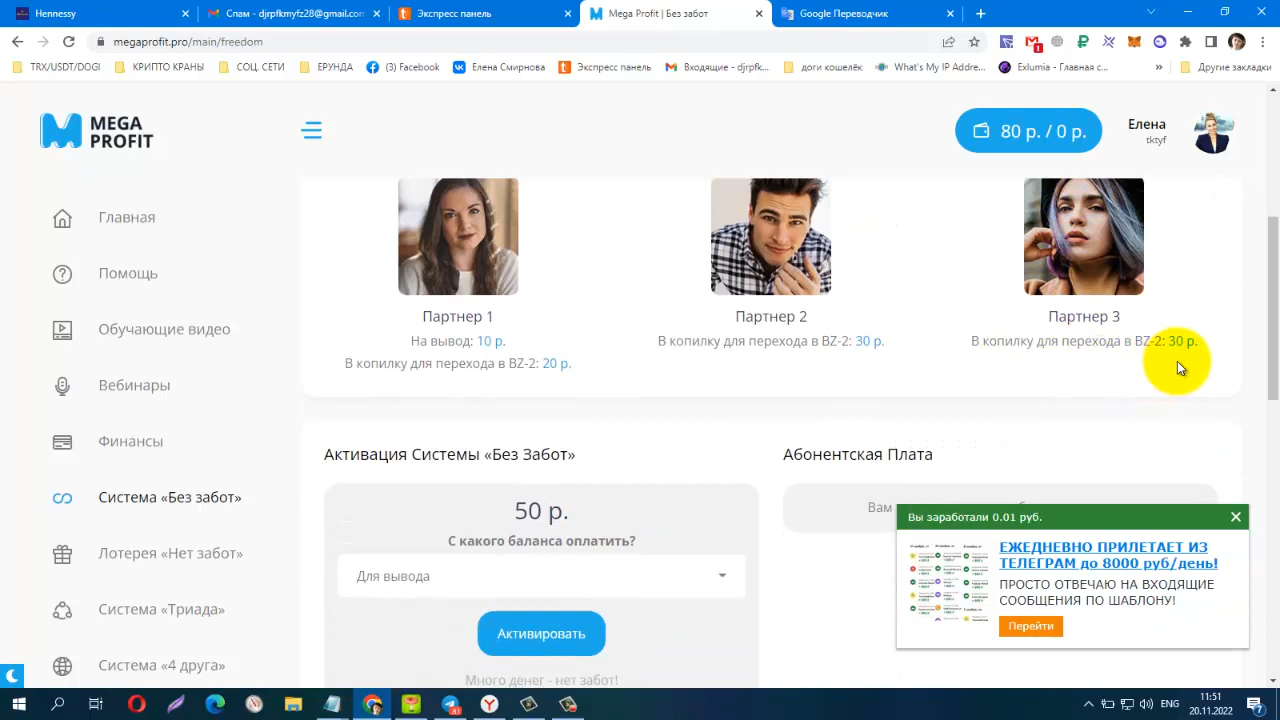 Hennessy
Спам - djrpfkmyfz28@gmail.com
Экспресс панель
Mega Profit | Без забот
Google Переводчик
megaprofit.pro/main/freedom
TRX/USDT/DOGI
КРИПТО КРАНЫ
СОЦ. СЕТИ
ЕРУНДА
(3) Facebook
Елена Смирнова
Экспресс панель
Входящие - djrpfk...
доги кошелёк
What's My IP Addre...
Exlumia - Главная с...
»
Другие закладки
MEGA
PROFIT
80 р. / 0 р.
Елена
tktyf
Главная
Помощь
Обучающие видео
Вебинары
Финансы
Система «Без забот»
Лотерея «Нет забот»
Система «Триада»
Система «4 друга»
Партнер 1
На вывод: 10 р.
В копилку для перехода в BZ-2: 20 р.
Партнер 2
В копилку для перехода в BZ-2: 30 р.
Партнер 3
В копилку для перехода в BZ-2: 30 р.
Активация Системы «Без Забот»
50 р.
С какого баланса оплатить?
Для вывода
Активировать
Много денег - нет забот!
Абонентская Плата
Вам
Вы заработали 0.01 руб.
ЕЖЕДНЕВНО ПРИЛЕТАЕТ ИЗ
ТЕЛЕГРАМ до 8000 руб/день!
ПРОСТО ОТВЕЧАЮ НА ВХОДЯЩИЕ
СООБЩЕНИЯ ПО ШАБЛОНУ!
Перейти
ENG
11:51
20.11.2022